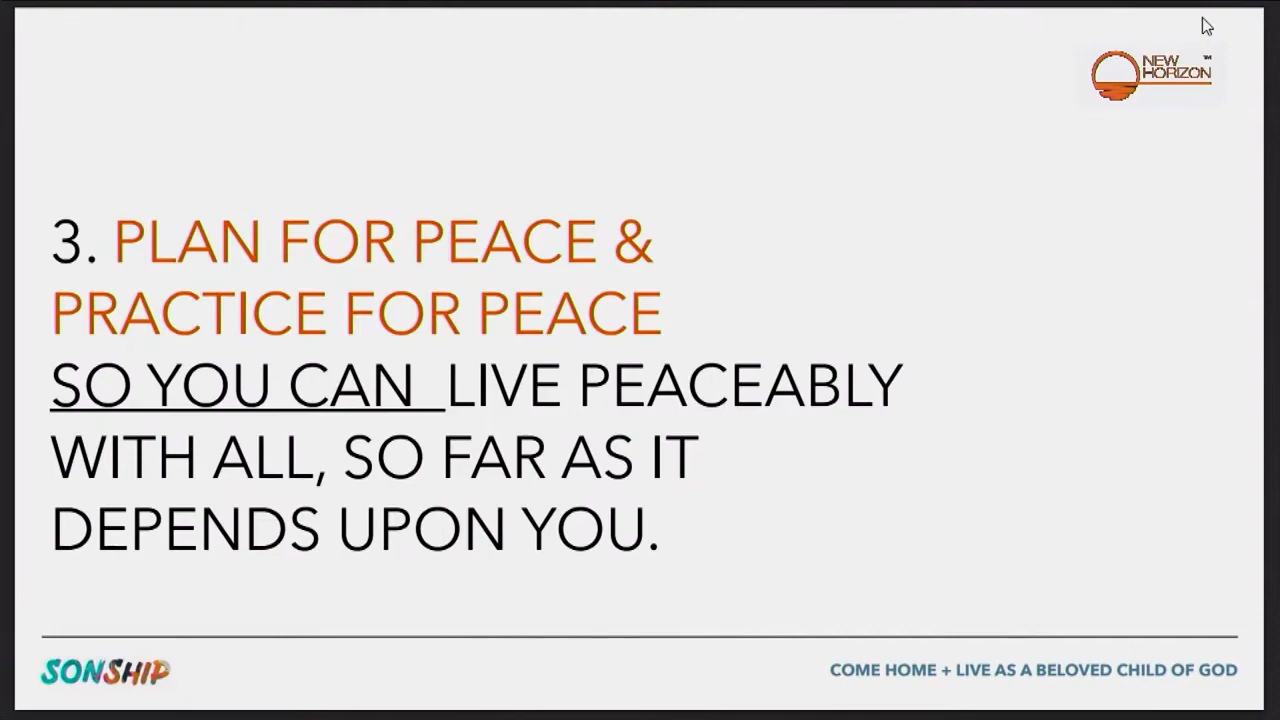 NEW ™
HORIZON
3. PLAN FOR PEACE &
PRACTICE FOR PEACE
SO YOU CAN LIVE PEACEABLY
WITH ALL, SO FAR AS IT
DEPENDS UPON YOU.
SONSHIP
COME HOME + LIVE AS A BELOVED CHILD OF GOD